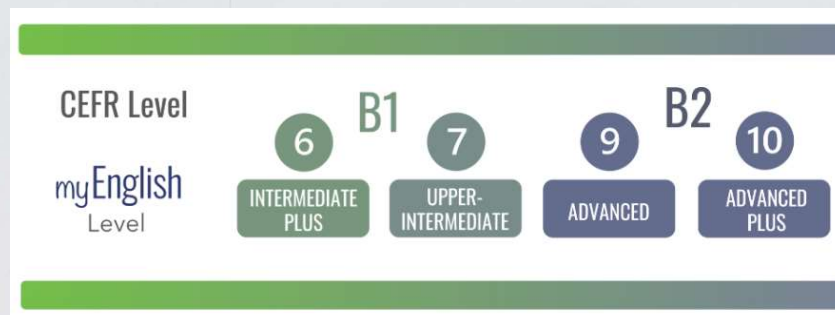 CEFR Level
B1
B2
6
7
9
10
myEnglish
Level
INTERMEDIATE
PLUS
UPPER-
INTERMEDIATE
ADVANCED
ADVANCED
PLUS